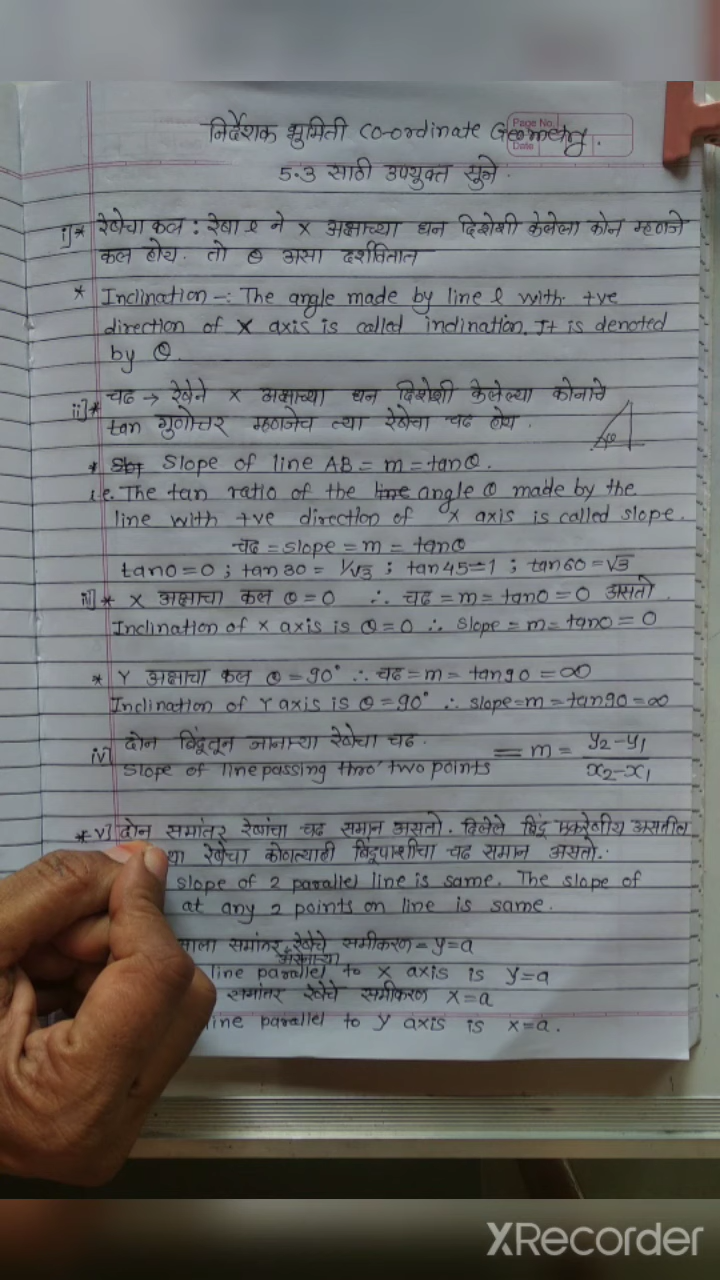 निर्देशक भुमिती Co-ordinate Geometry.
Page No.
Date
5.3 साठी उपयुक्त सुत्रे.
i]* रेषेचा कल : रेषा l ने X अक्षाच्या धन दिशेशी केलेला कोन म्हणजे
कल होय. तो θ असा दर्शवितात
* Inclination -: The angle made by line l with +ve
direction of X axis is called inclination. It is denoted
by θ.
ii]* चढ → रेषेने X अक्षाच्या धन दिशेशी केलेल्या कोनाचे
tan गुणोत्तर म्हणजेच त्या रेषेचा चढ होय.
* Slope of line AB = m = tanθ.
i.e. The tan ratio of the angle θ made by the
line with +ve direction of X axis is called slope.
चढ = slope = m = tanθ
tan0 = 0 ; tan30 = 1/√3 ; tan45 = 1 ; tan60 = √3
iii]* X अक्षाचा कल θ = 0 ∴ चढ = m = tan0 = 0 असतो.
Inclination of X axis is θ = 0 ∴ slope = m = tan0 = 0
* Y अक्षाचा कल θ = 90° ∴ चढ = m = tan90 = ∞
Inclination of Y axis is θ = 90° ∴ slope = m = tan90 = ∞
iv] दोन बिंदूतून जाणाऱ्या रेषेचा चढ.
slope of line passing thro' two points = m = y₂-y₁ / x₂-x₁
* v] दोन समांतर रेषांचा चढ समान असतो. दिलेले बिंदू एकरेषीय असतील
रेषेचा कोणत्याही बिंदूपाशीचा चढ समान असतो.
slope of 2 parallel line is same. The slope of
at any 2 points on line is same.
समांतर असणाऱ्या रेषेचे समीकरण = y=a
line parallel to X axis is y=a
समांतर रेषेचे समीकरण x=a
line parallel to Y axis is x=a.
XRecorder